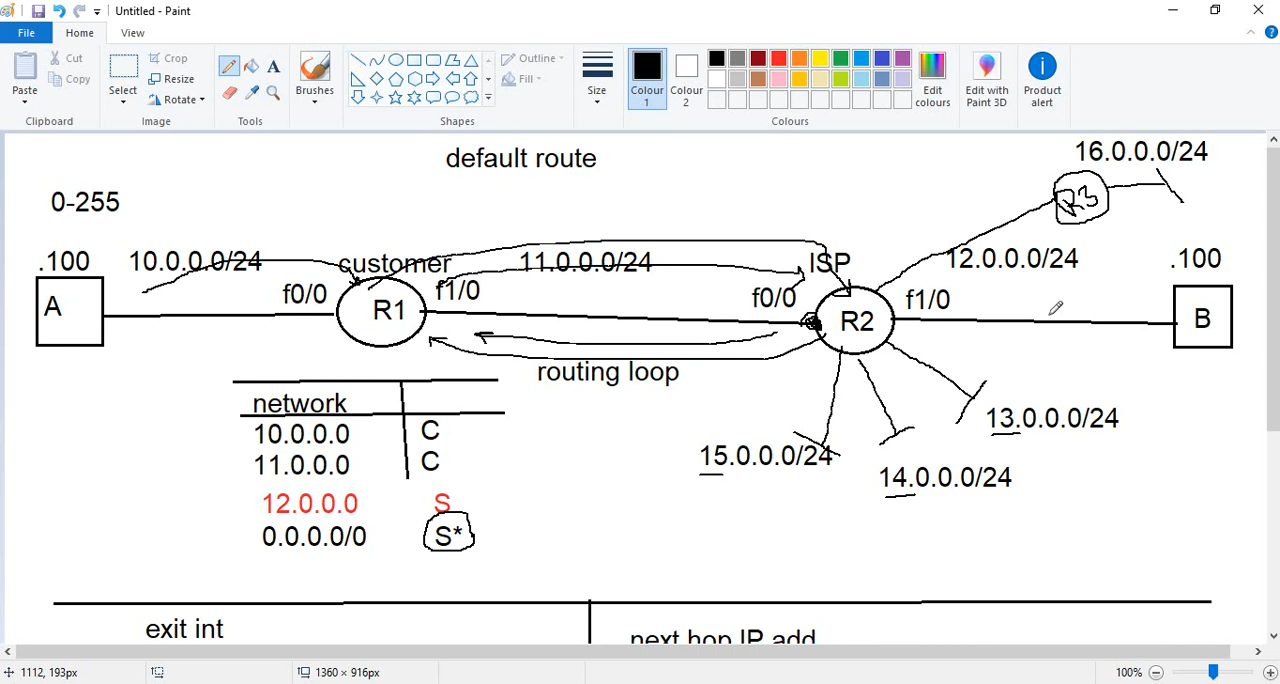 Untitled - Paint
File
Home
View
Paste
Cut
Copy
Clipboard
Select
Crop
Resize
Rotate
Image
Tools
Brushes
Shapes
Outline
Fill
Size
Colour 1
Colour 2
Colours
Edit colours
Edit with Paint 3D
Product alert
default route
16.0.0.0/24
0-255
R3
.100
10.0.0.0/24
customer
11.0.0.0/24
ISP
12.0.0.0/24
.100
A
f0/0
R1
f1/0
f0/0
R2
f1/0
B
routing loop
network
10.0.0.0 C
11.0.0.0 C
12.0.0.0 S
0.0.0.0/0 S*
13.0.0.0/24
15.0.0.0/24
14.0.0.0/24
exit int
next hop IP add
1112, 193px
1360 × 916px
100%